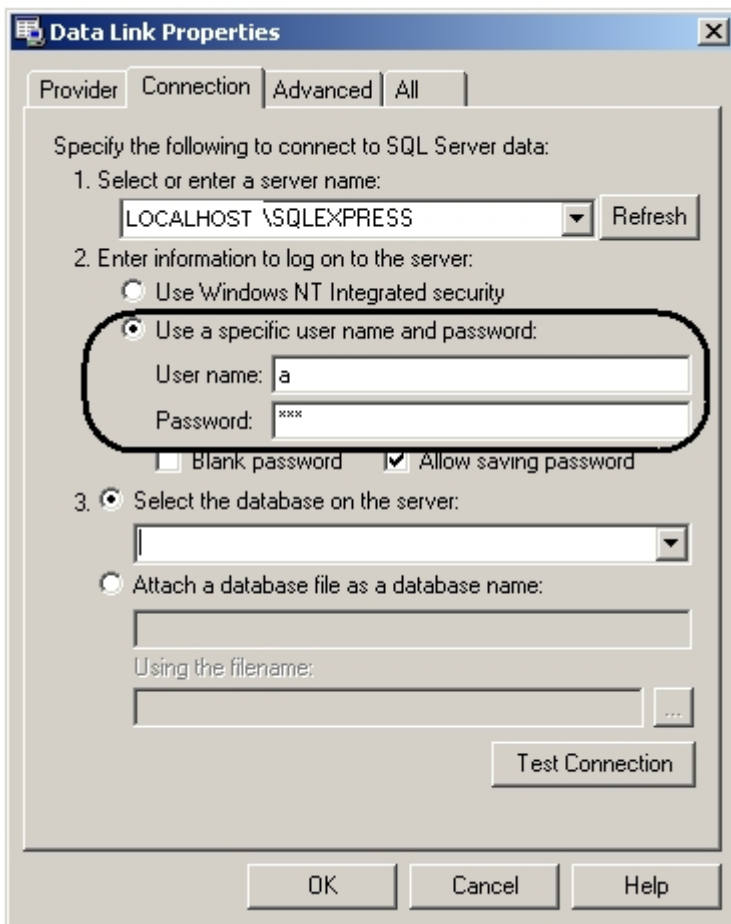 Data Link Properties
Provider Connection Advanced All
Specify the following to connect to SQL Server data:
1. Select or enter a server name:
LOCALHOST \SQLEXPRESS Refresh
2. Enter information to log on to the server:
Use Windows NT Integrated security
Use a specific user name and password:
User name: a
Password: ***
Blank password Allow saving password
3. Select the database on the server:
Attach a database file as a database name:
Using the filename:
...
Test Connection
OK Cancel Help